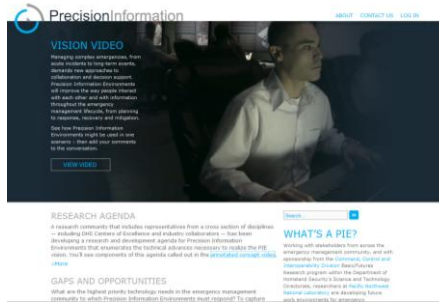 PrecisionInformation
ABOUT CONTACT US LOG IN
VISION VIDEO
Managing complex emergencies, from
acute incidents to long-term events,
demands new approaches to
collaboration and decision support.
Precision Information Environments
will improve the way people interact
with each other and with information
throughout the emergency
management lifecycle, from planning
to response, recovery and mitigation.
See how Precision Information
Environments might be used in one
scenario - then add your comments
to the conversation.
VIEW VIDEO
RESEARCH AGENDA
A research community that includes representatives from a cross section of disciplines
— including DHS Centers of Excellence and industry collaborators — has been
developing a research and development agenda for Precision Information
Environments that enumerates the technical advances necessary to realize the PIE
vision. You'll see components of this agenda called out in the annotated concept video.
»More
GAPS AND OPPORTUNITIES
What are the highest priority technology needs in the emergency management
community to which Precision Information Environments must respond? To capture
Search...
WHAT'S A PIE?
Working with stakeholders from across the
emergency management community, and with
sponsorship from the Command, Control and
Interoperability Division Basic/Futures
Research program within the Department of
Homeland Security's Science and Technology
Directorate, researchers at Pacific Northwest
National Laboratory are developing future
work environments for emergency